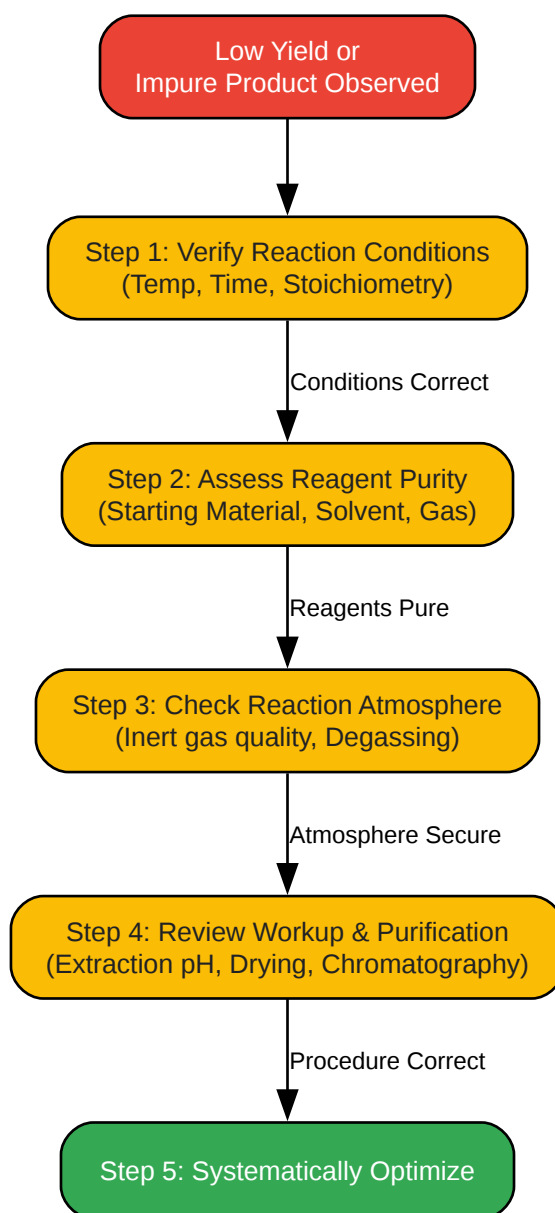 Low Yield or
Impure Product Observed
Step 1: Verify Reaction Conditions
(Temp, Time, Stoichiometry)
Conditions Correct
Step 2: Assess Reagent Purity
(Starting Material, Solvent, Gas)
Reagents Pure
Step 3: Check Reaction Atmosphere
(Inert gas quality, Degassing)
Atmosphere Secure
Step 4: Review Workup & Purification
(Extraction pH, Drying, Chromatography)
Procedure Correct
Step 5: Systematically Optimize